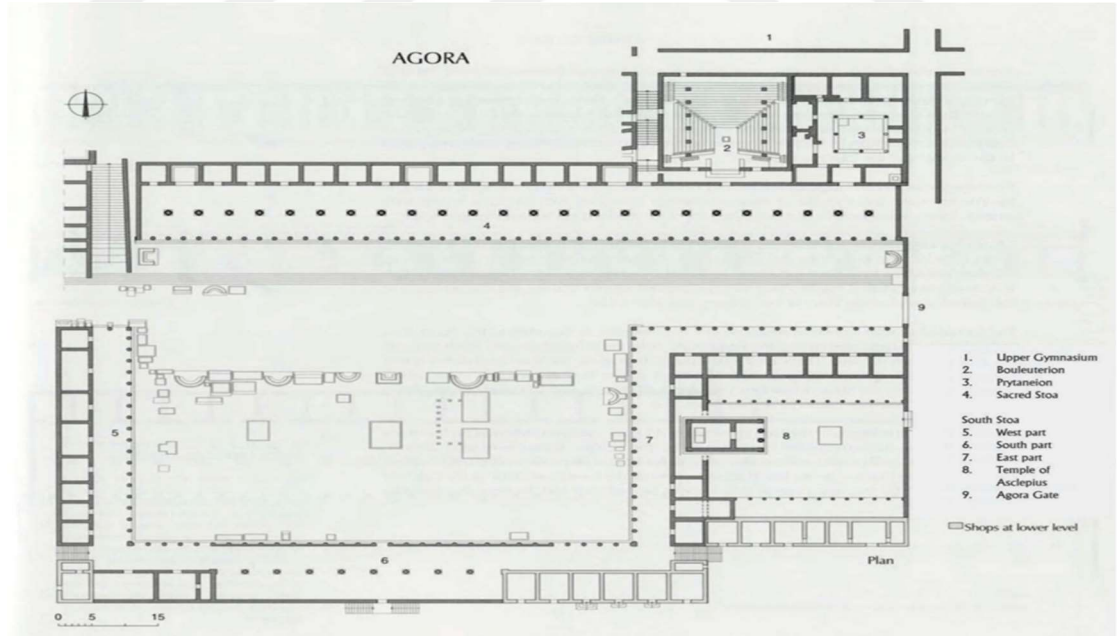 AGORA
1
2
3
4
9
5
7
8
6
1. Upper Gymnasium
2. Bouleuterion
3. Prytaneion
4. Sacred Stoa
South Stoa
5. West part
6. South part
7. East part
8. Temple of
Asclepius
9. Agora Gate
Shops at lower level
Plan
0 5 15